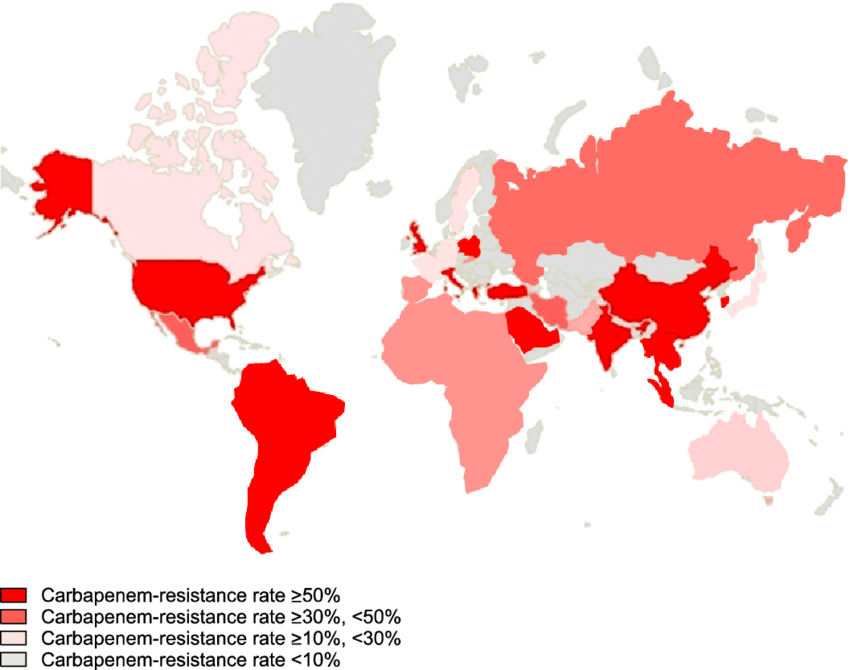 Carbapenem-resistance rate ≥50%
Carbapenem-resistance rate ≥30%, <50%
Carbapenem-resistance rate ≥10%, <30%
Carbapenem-resistance rate <10%